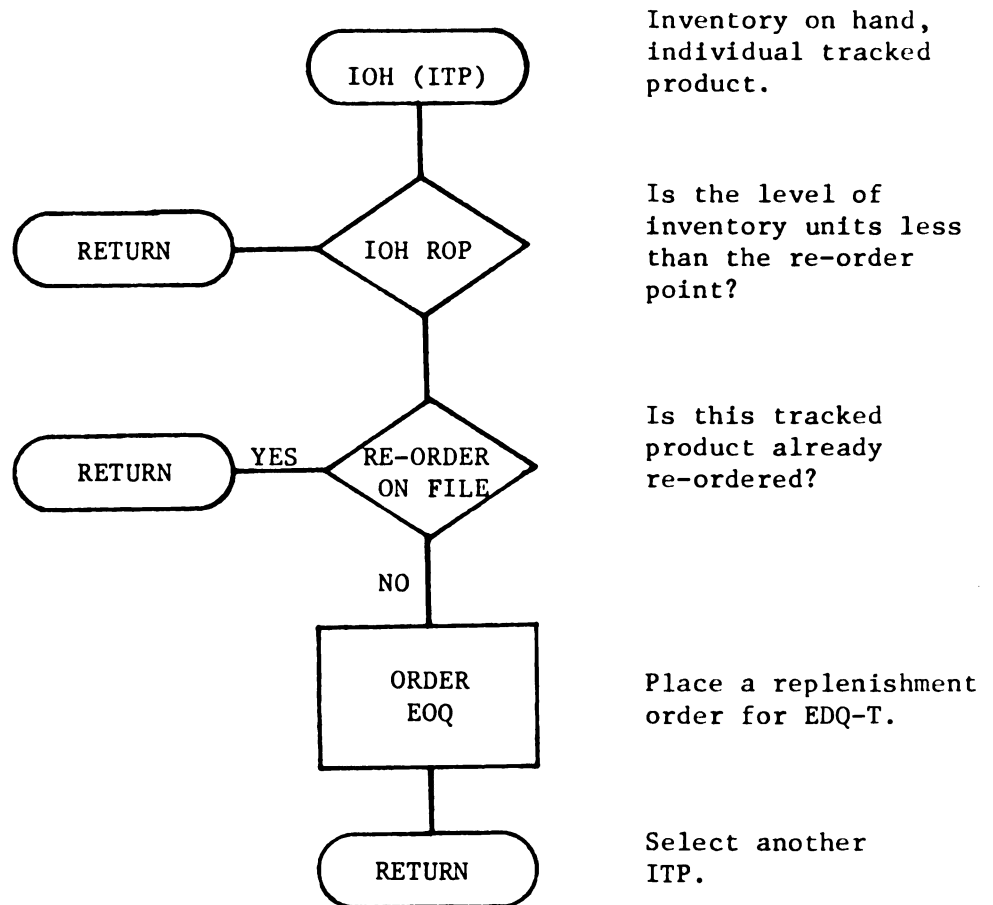 IOH (ITP)
Inventory on hand,
individual tracked
product.
RETURN
IOH ROP
Is the level of
inventory units less
than the re-order
point?
RETURN
YES
RE-ORDER
ON FILE
Is this tracked
product already
re-ordered?
NO
ORDER
EOQ
Place a replenishment
order for EDQ-T.
RETURN
Select another
ITP.